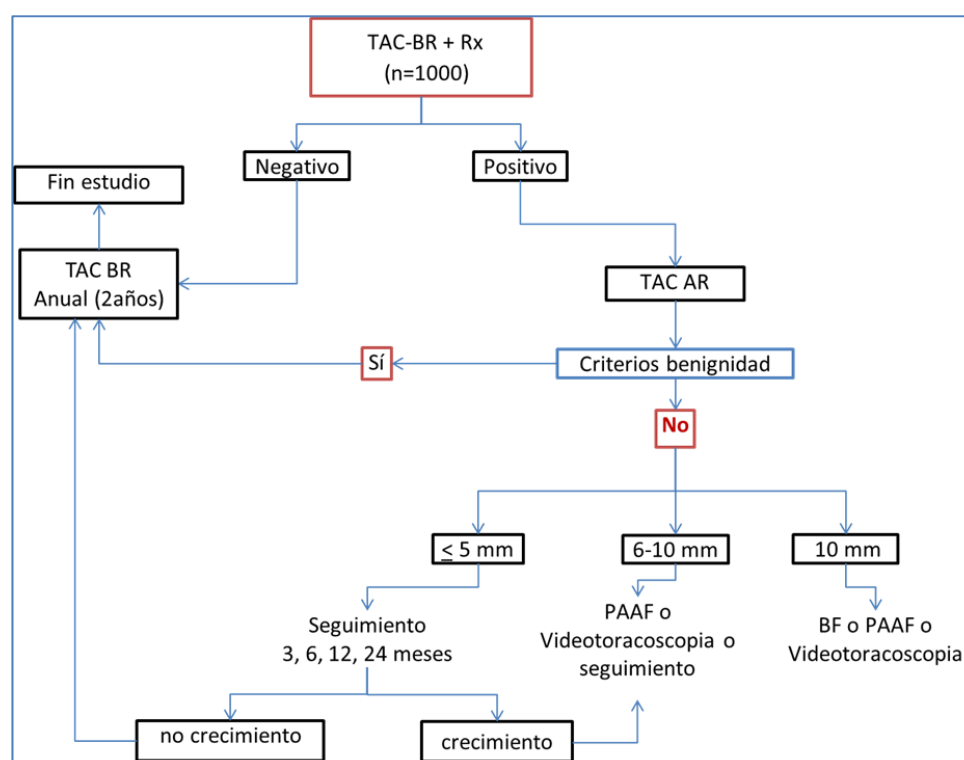 TAC-BR + Rx
(n=1000)
Negativo
Positivo
Fin estudio
TAC BR
Anual (2años)
TAC AR
Sí
Criterios benignidad
No
≤ 5 mm
6-10 mm
10 mm
Seguimiento
3, 6, 12, 24 meses
PAAF o
Videotoracoscopia o
seguimiento
BF o PAAF o
Videotoracoscopia
no crecimiento
crecimiento